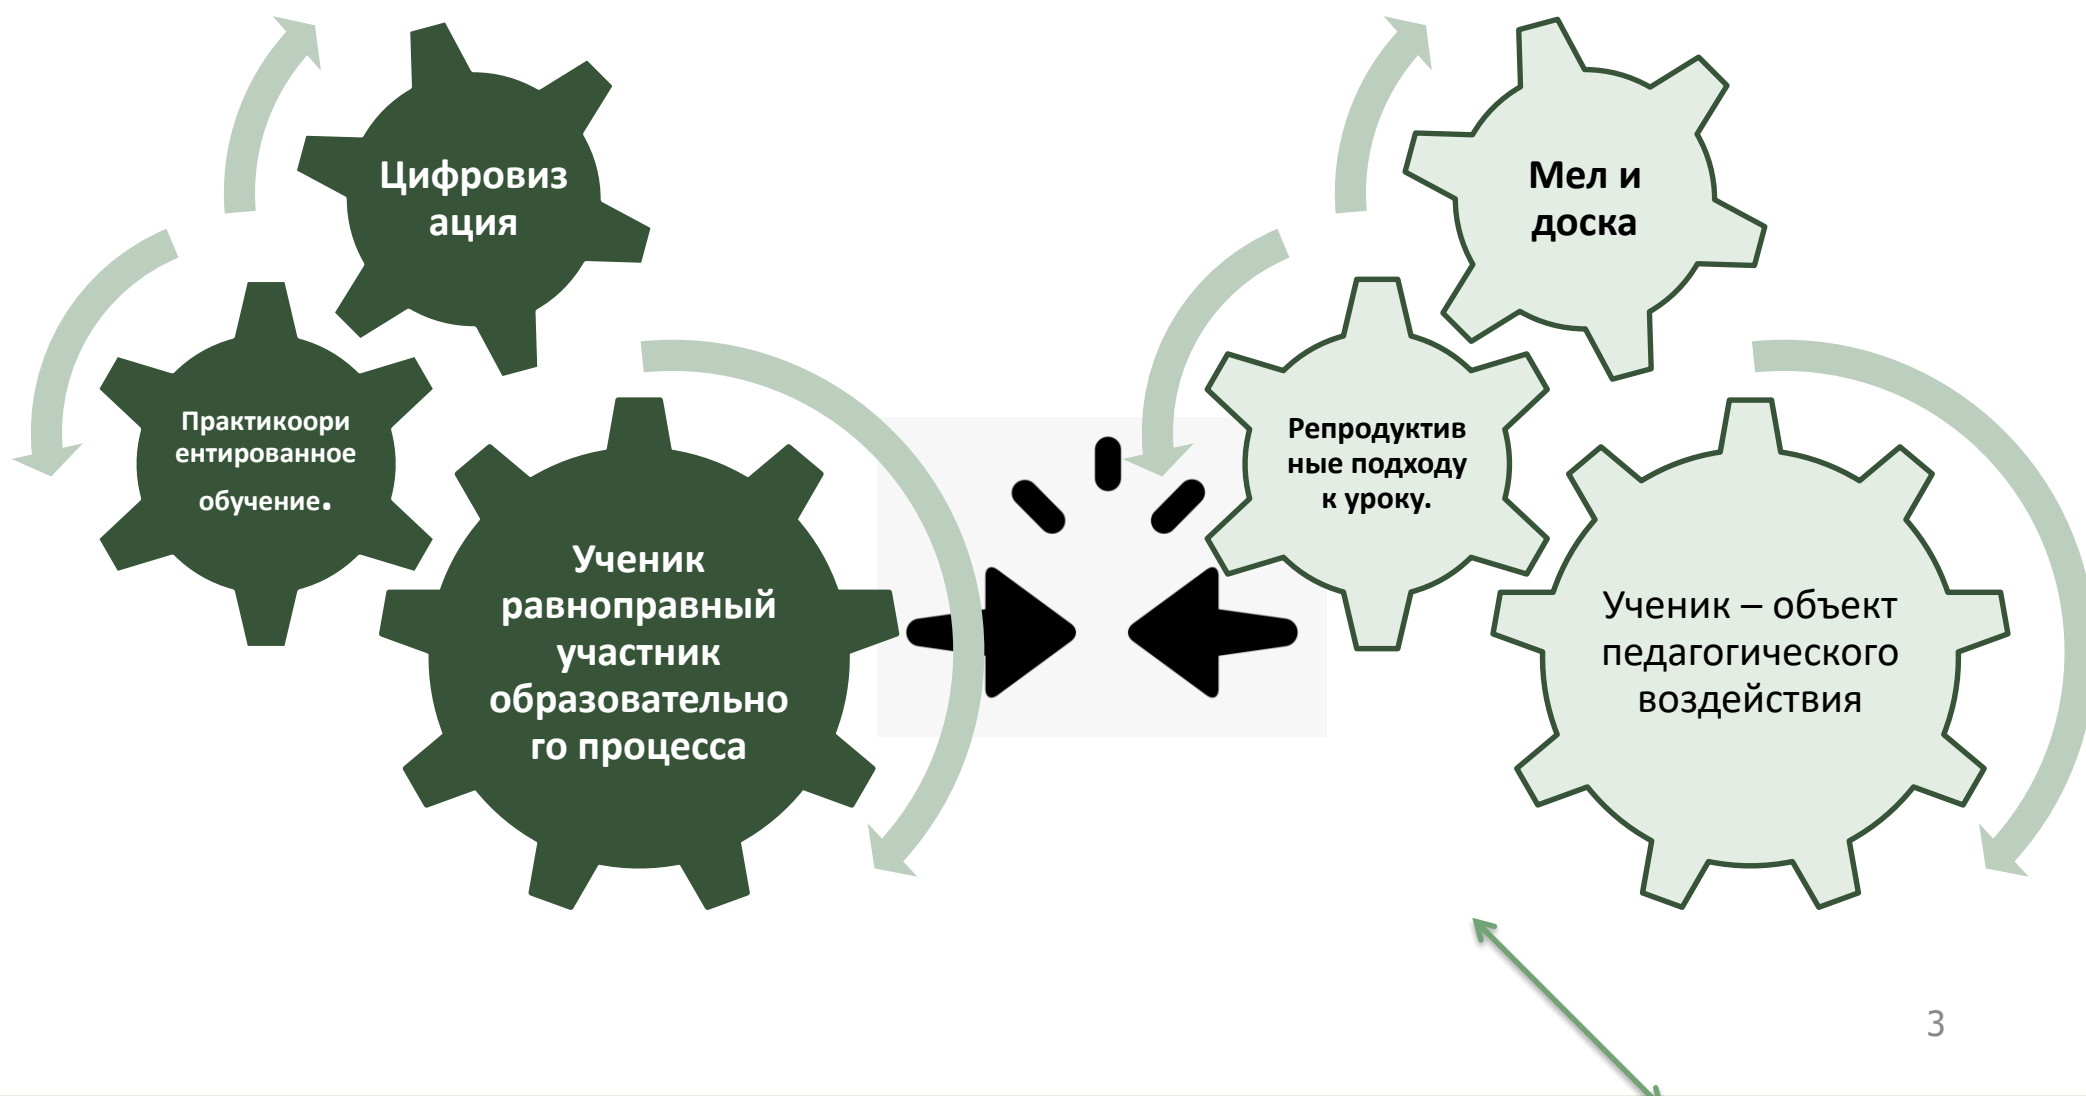 Цифровиз
ация
Практикоори
ентированное
обучение.
Ученик
равноправный
участник
образовательно
го процесса
Мел и
доска
Репродуктив
ные подходу
к уроку.
Ученик – объект
педагогического
воздействия
3